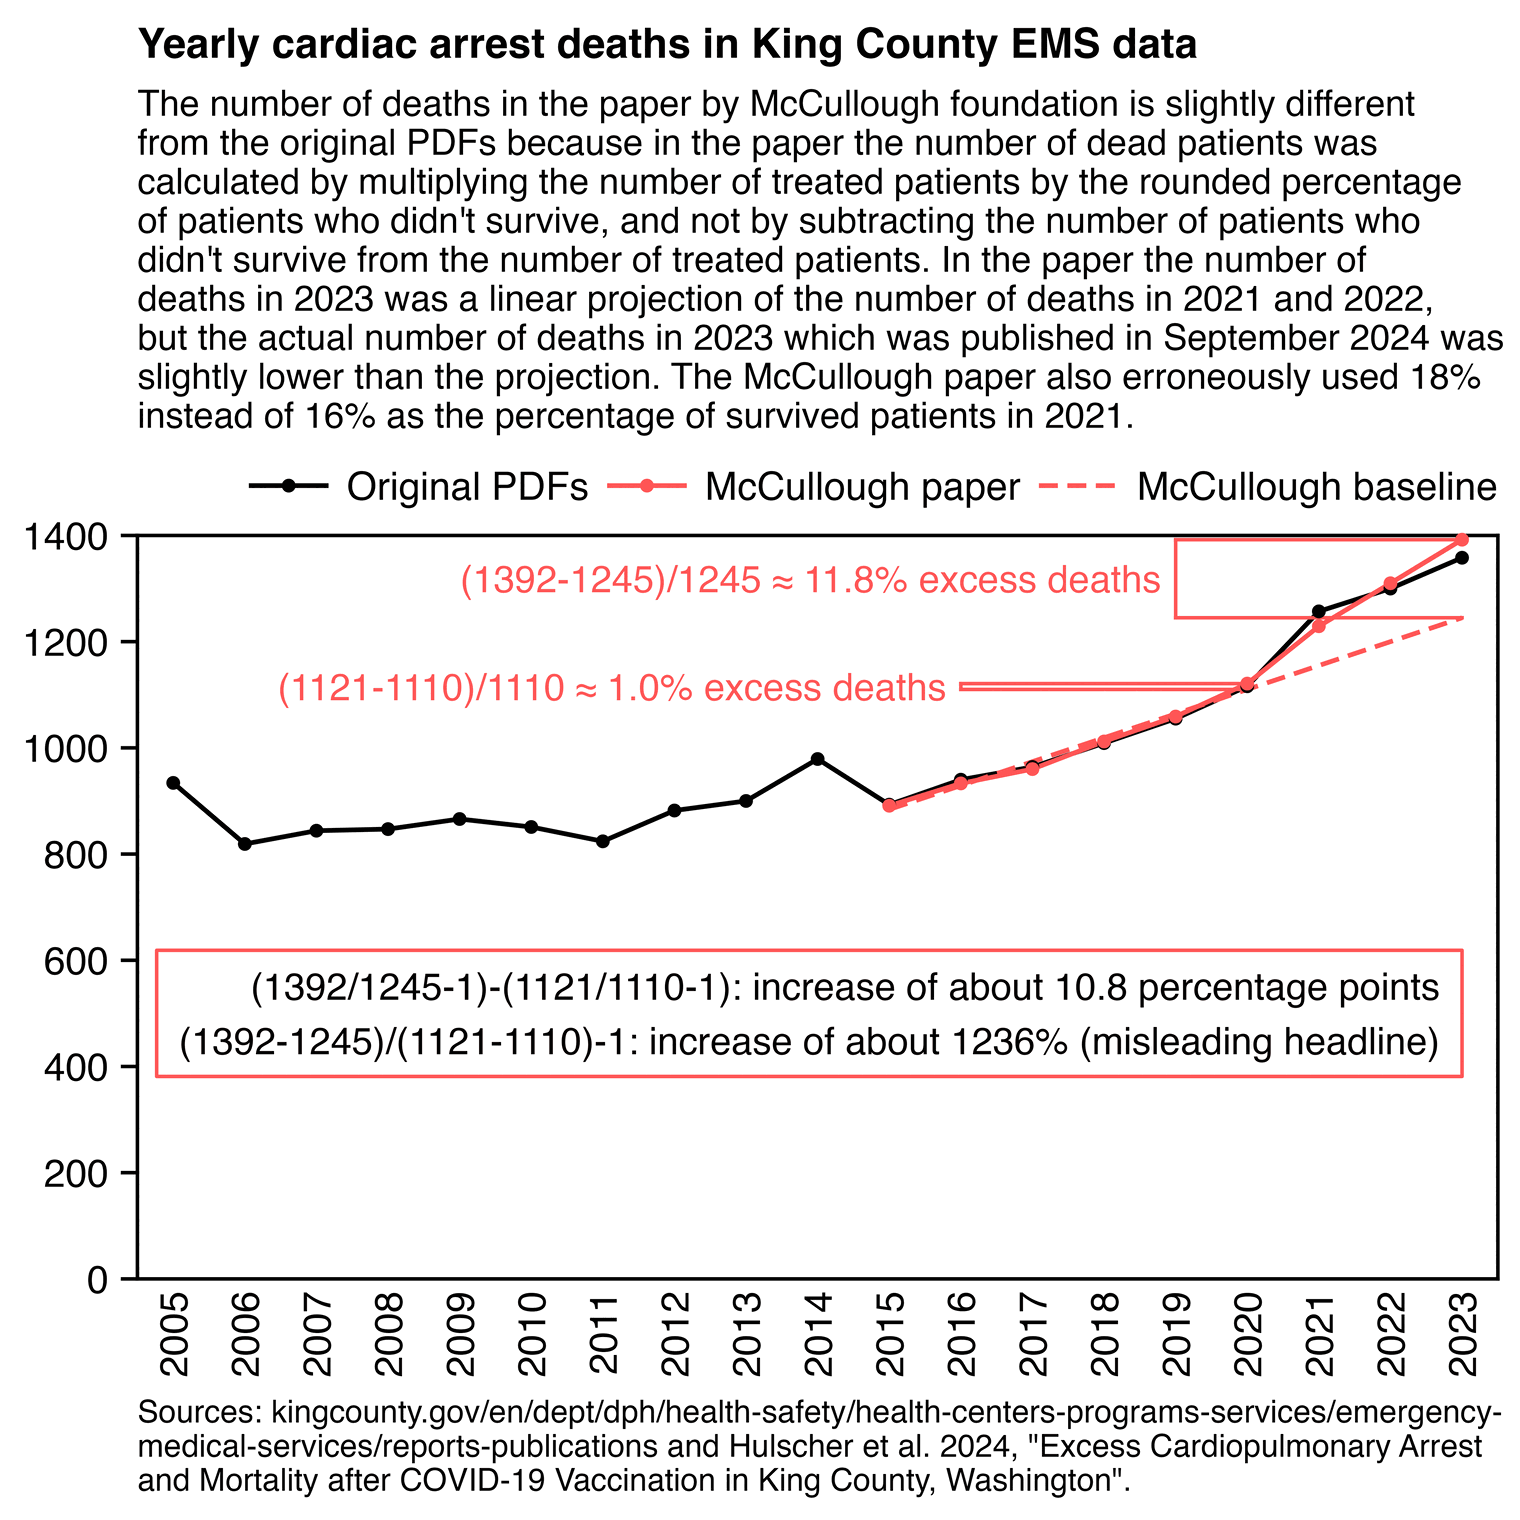 Yearly cardiac arrest deaths in King County EMS data
The number of deaths in the paper by McCullough foundation is slightly different
from the original PDFs because in the paper the number of dead patients was
calculated by multiplying the number of treated patients by the rounded percentage
of patients who didn't survive, and not by subtracting the number of patients who
didn't survive from the number of treated patients. In the paper the number of
deaths in 2023 was a linear projection of the number of deaths in 2021 and 2022,
but the actual number of deaths in 2023 which was published in September 2024 was
slightly lower than the projection. The McCullough paper also erroneously used 18%
instead of 16% as the percentage of survived patients in 2021.
Original PDFs McCullough paper McCullough baseline
1400
(1392-1245)/1245 ≈ 11.8% excess deaths
1200
(1121-1110)/1110 ≈ 1.0% excess deaths
1000
800
600
(1392/1245-1)-(1121/1110-1): increase of about 10.8 percentage points
(1392-1245)/(1121-1110)-1: increase of about 1236% (misleading headline)
400
200
0
2005 2006 2007 2008 2009 2010 2011 2012 2013 2014 2015 2016 2017 2018 2019 2020 2021 2022 2023
Sources: kingcounty.gov/en/dept/dph/health-safety/health-centers-programs-services/emergency-
medical-services/reports-publications and Hulscher et al. 2024, "Excess Cardiopulmonary Arrest
and Mortality after COVID-19 Vaccination in King County, Washington".